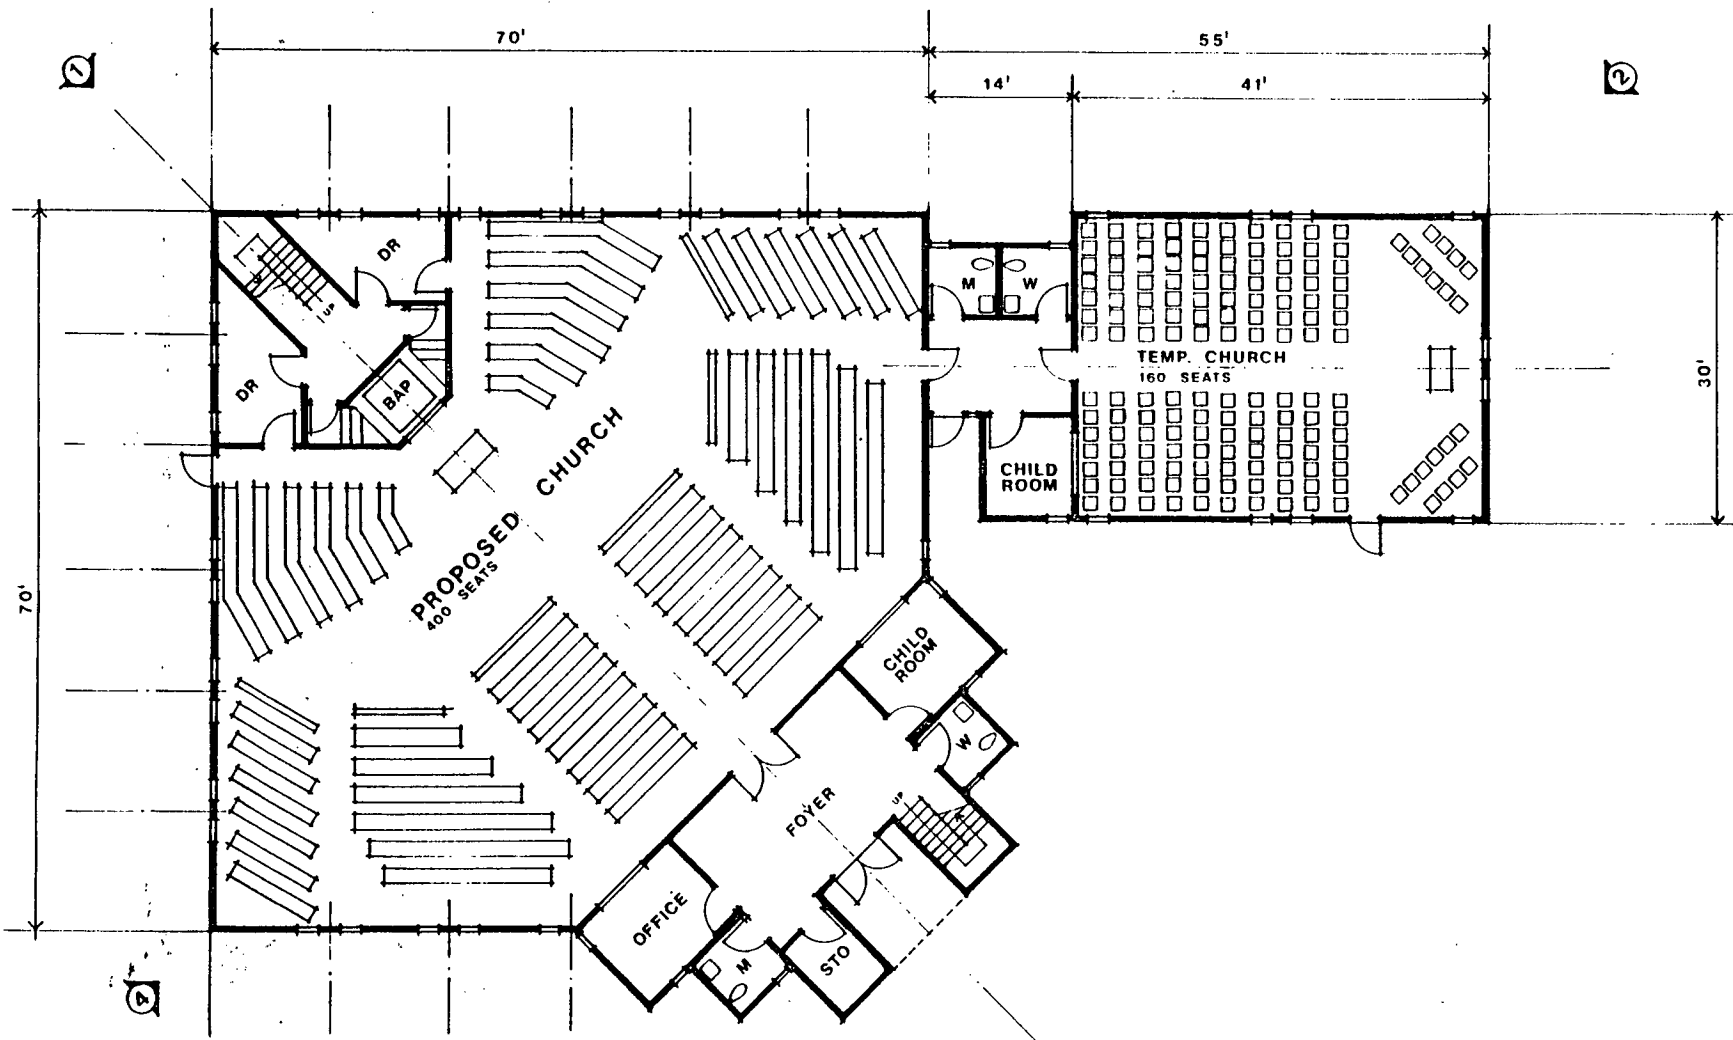 70'
55'
14'
41'
1
2
DR
UP
M
W
TEMP. CHURCH
160 SEATS
30'
DR
BAP
PROPOSED CHURCH
400 SEATS
CHILD
ROOM
70'
CHILD
ROOM
W
UP
FOYER
OFFICE
M
STO
4